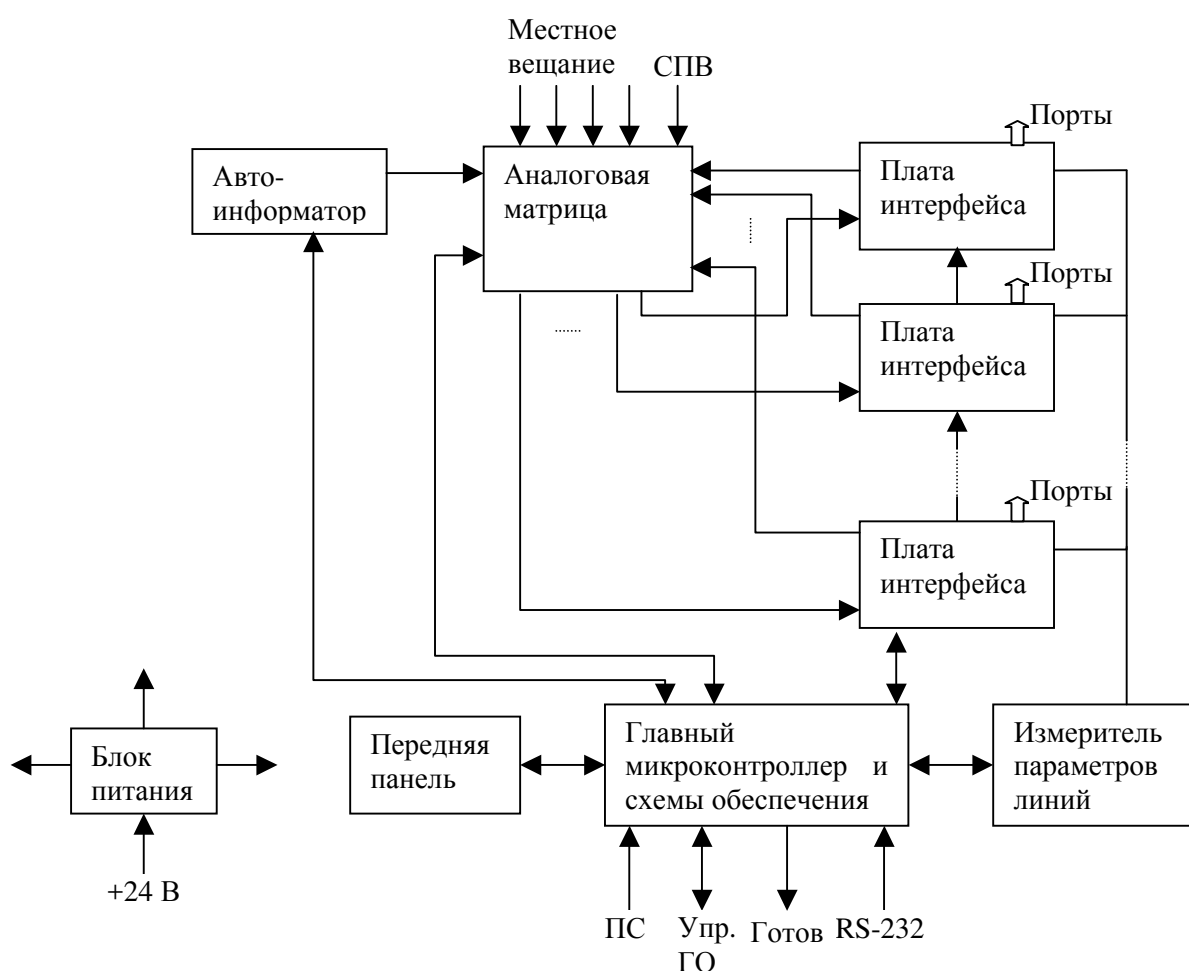 Местное
вещание
СПВ
Порты
Авто-
информатор
Аналоговая
матрица
Плата
интерфейса
Порты
.......
Плата
интерфейса
Порты
Плата
интерфейса
Блок
питания
+24 В
Передняя
панель
Главный
микроконтроллер и
схемы обеспечения
Измеритель
параметров
линий
ПС
Упр.
ГО
Готов
RS-232